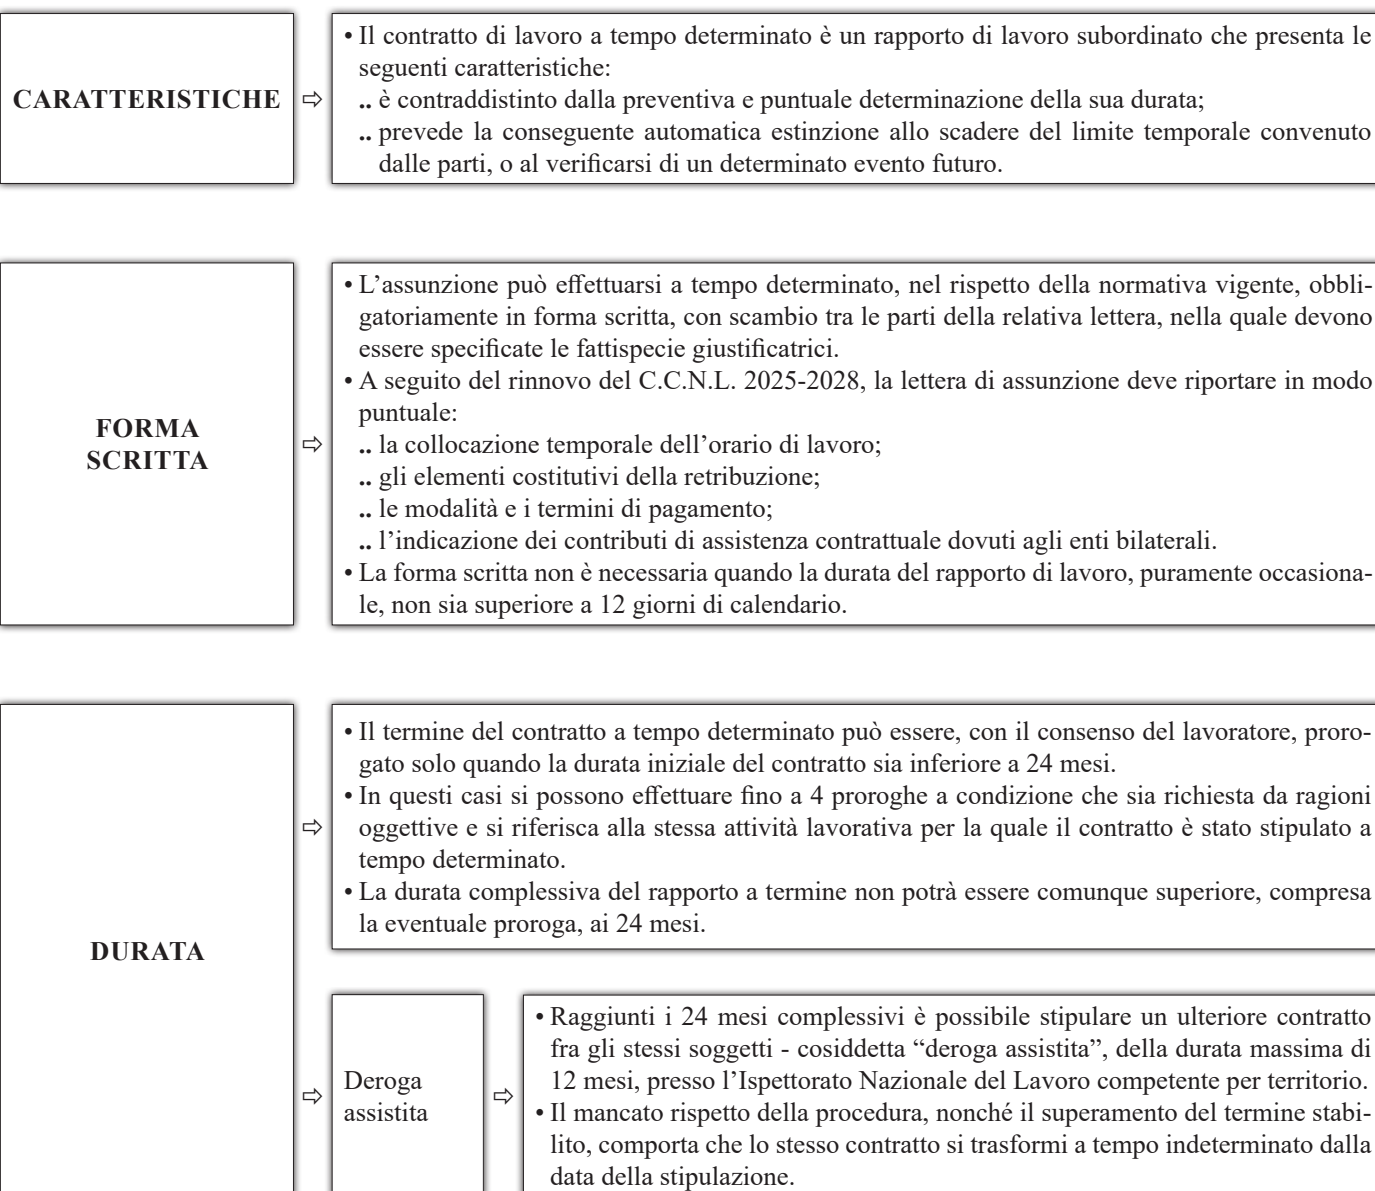 CARATTERISTICHE
⇨
• Il contratto di lavoro a tempo determinato è un rapporto di lavoro subordinato che presenta le
seguenti caratteristiche:
.. è contraddistinto dalla preventiva e puntuale determinazione della sua durata;
.. prevede la conseguente automatica estinzione allo scadere del limite temporale convenuto
dalle parti, o al verificarsi di un determinato evento futuro.
FORMA
SCRITTA
⇨
• L’assunzione può effettuarsi a tempo determinato, nel rispetto della normativa vigente, obbli-
gatoriamente in forma scritta, con scambio tra le parti della relativa lettera, nella quale devono
essere specificate le fattispecie giustificatrici.
• A seguito del rinnovo del C.C.N.L. 2025-2028, la lettera di assunzione deve riportare in modo
puntuale:
.. la collocazione temporale dell’orario di lavoro;
.. gli elementi costitutivi della retribuzione;
.. le modalità e i termini di pagamento;
.. l’indicazione dei contributi di assistenza contrattuale dovuti agli enti bilaterali.
• La forma scritta non è necessaria quando la durata del rapporto di lavoro, puramente occasiona-
le, non sia superiore a 12 giorni di calendario.
DURATA
⇨
• Il termine del contratto a tempo determinato può essere, con il consenso del lavoratore, proro-
gato solo quando la durata iniziale del contratto sia inferiore a 24 mesi.
• In questi casi si possono effettuare fino a 4 proroghe a condizione che sia richiesta da ragioni
oggettive e si riferisca alla stessa attività lavorativa per la quale il contratto è stato stipulato a
tempo determinato.
• La durata complessiva del rapporto a termine non potrà essere comunque superiore, compresa
la eventuale proroga, ai 24 mesi.
⇨
Deroga
assistita
⇨
• Raggiunti i 24 mesi complessivi è possibile stipulare un ulteriore contratto
fra gli stessi soggetti - cosiddetta “deroga assistita”, della durata massima di
12 mesi, presso l’Ispettorato Nazionale del Lavoro competente per territorio.
• Il mancato rispetto della procedura, nonché il superamento del termine stabi-
lito, comporta che lo stesso contratto si trasformi a tempo indeterminato dalla
data della stipulazione.